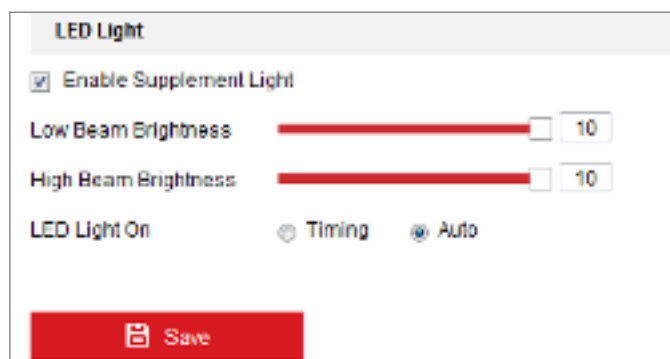 LED Light
Enable Supplement Light
Low Beam Brightness 10
High Beam Brightness 10
LED Light On Timing Auto
Save